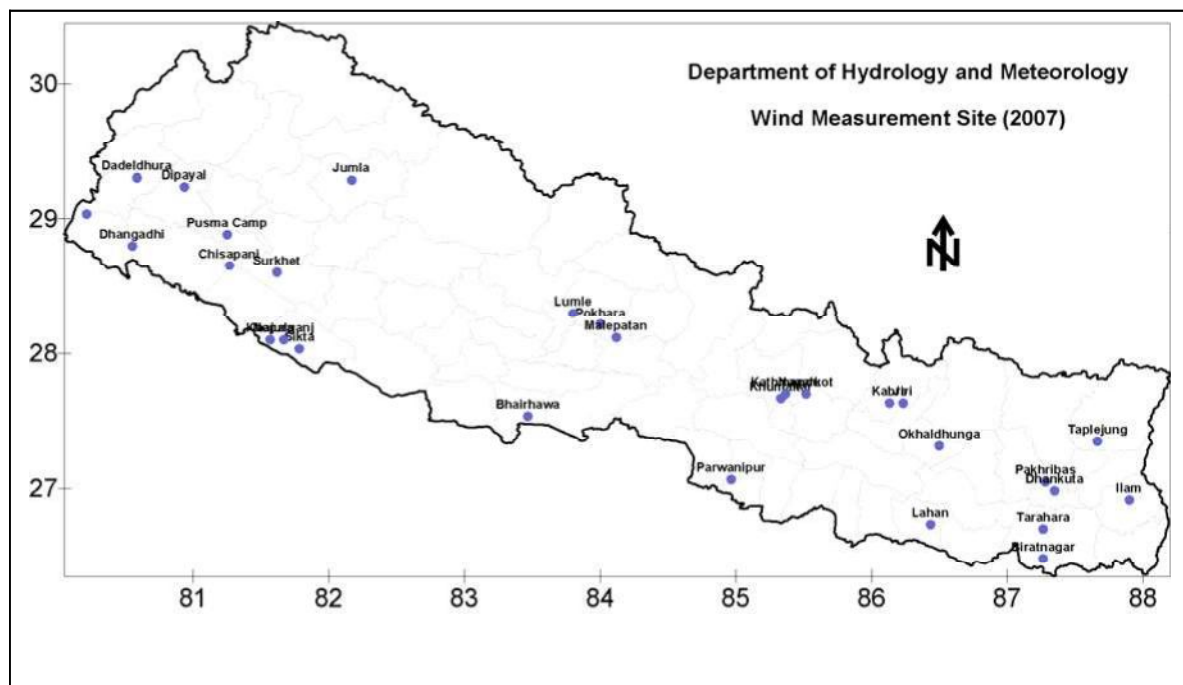 Department of Hydrology and Meteorology
Wind Measurement Site (2007)
N
30
29
28
27
Dadeldhura
Dipayal
Jumla
Pusma Camp
Dhangadhi
Chisapani
Surkhet
Sikta
Lumle
Pokhara
Malepatan
Bhairhawa
Parwanipur
Okhaldhunga
Taplejung
Pakhribas
Dhankuta
Ilam
Lahan
Tarahara
Biratnagar
81
82
83
84
85
86
87
88